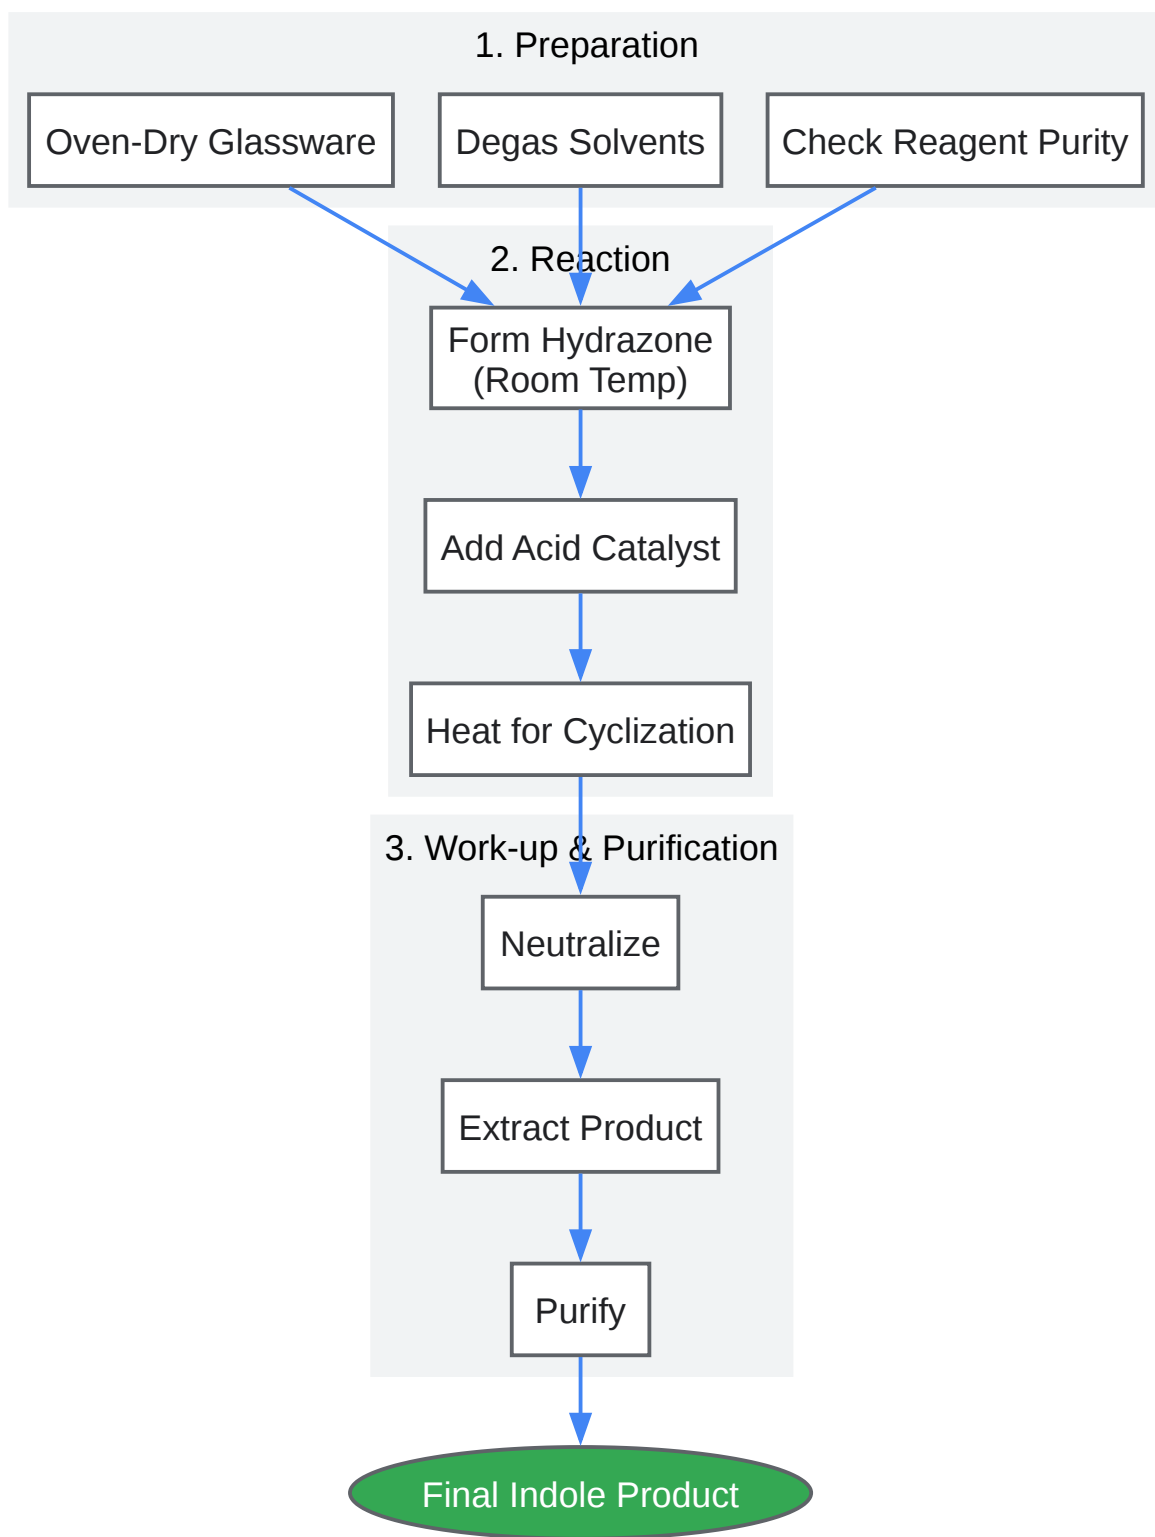 1. Preparation
Oven-Dry Glassware
Degas Solvents
Check Reagent Purity
2. Reaction
Form Hydrazone
(Room Temp)
Add Acid Catalyst
Heat for Cyclization
3. Work-up & Purification
Neutralize
Extract Product
Purify
Final Indole Product